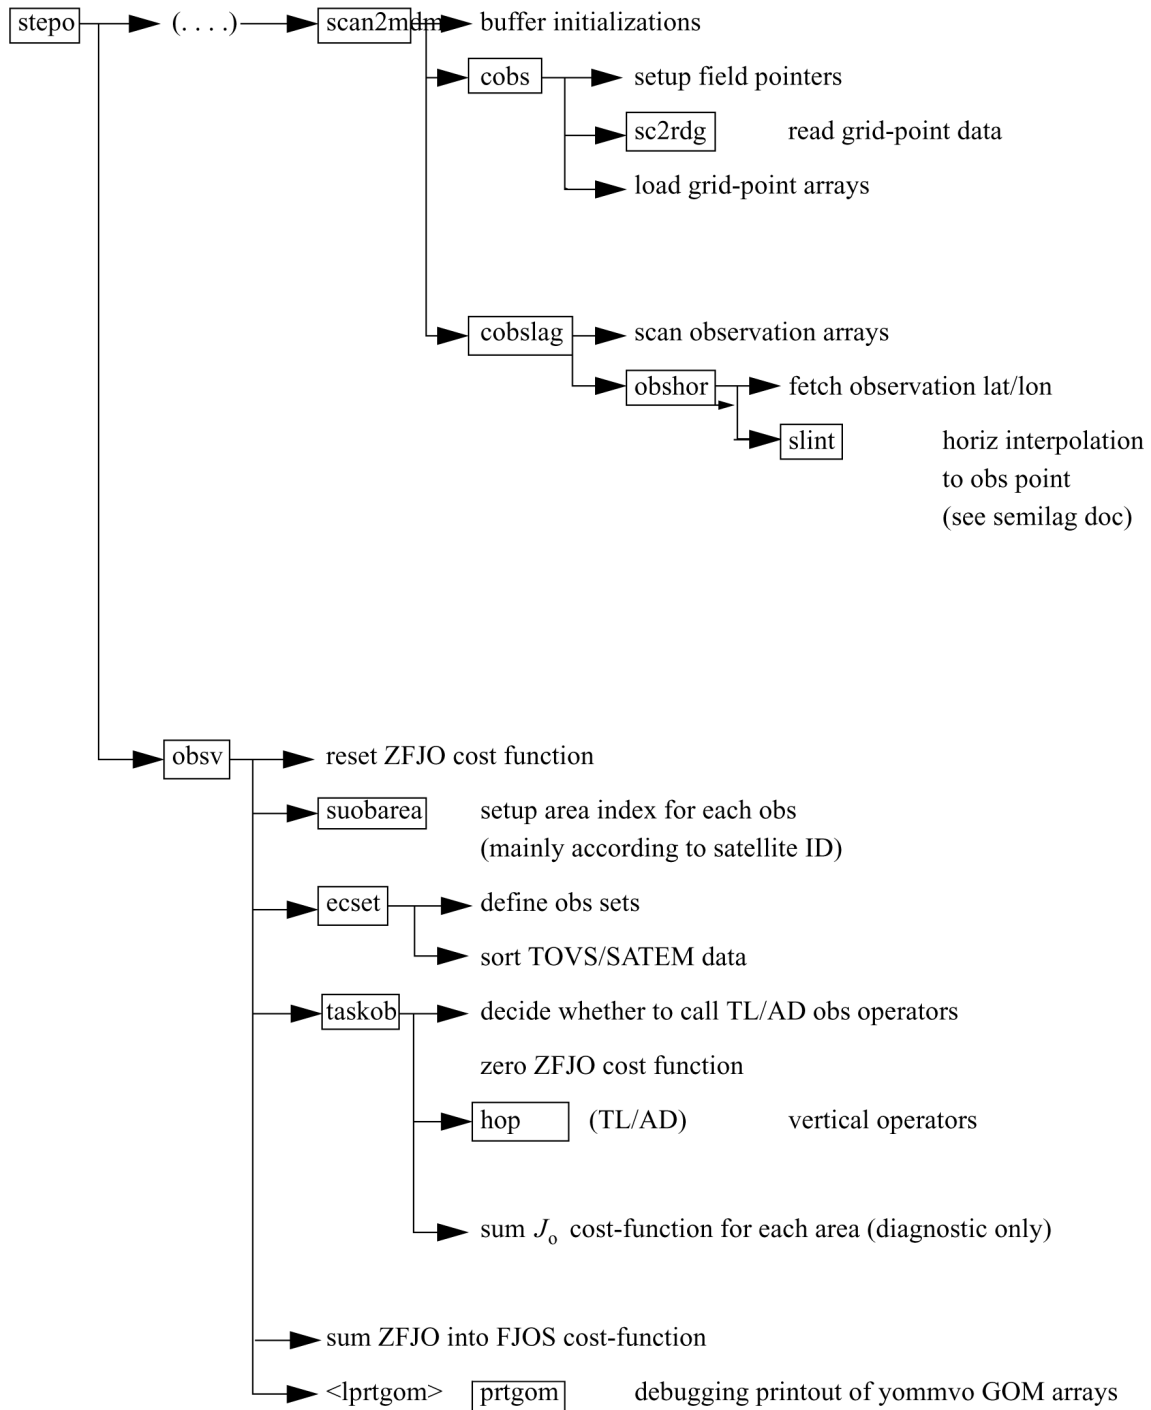 stepo (. . . .) scan2mdm buffer initializations
cobs setup field pointers
sc2rdg read grid-point data
load grid-point arrays
cobslag scan observation arrays
obshor fetch observation lat/lon
slint horiz interpolation
to obs point
(see semilag doc)
obsv reset ZFJO cost function
suobarea setup area index for each obs
(mainly according to satellite ID)
ecset define obs sets
sort TOVS/SATEM data
taskob decide whether to call TL/AD obs operators
zero ZFJO cost function
hop (TL/AD) vertical operators
sum Jo cost-function for each area (diagnostic only)
sum ZFJO into FJOS cost-function
<lprtgom> prtgom debugging printout of yommvo GOM arrays